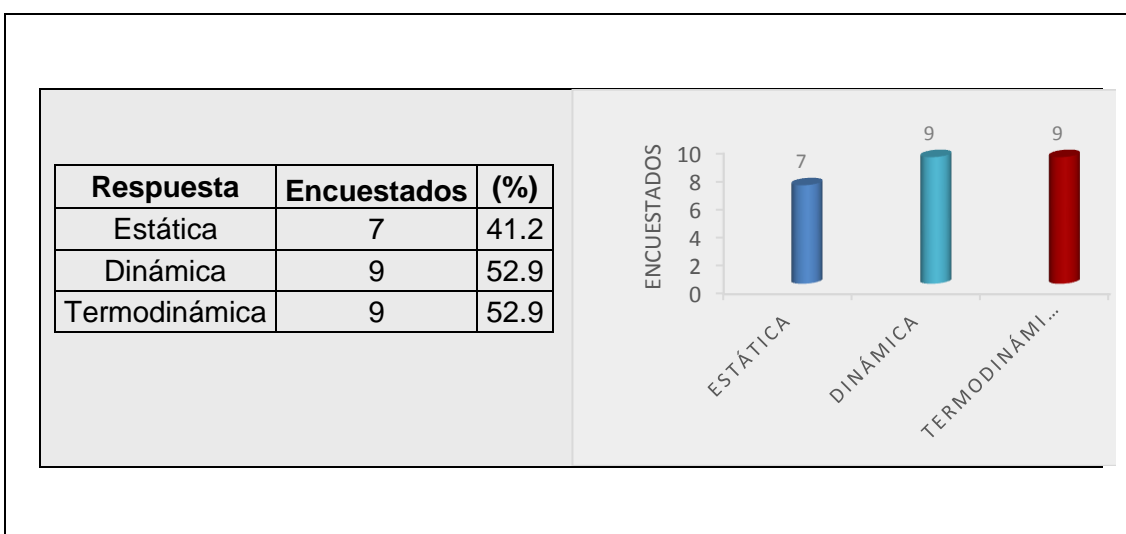 Respuesta Encuestados (%)
Estática 7 41.2
Dinámica 9 52.9
Termodinámica 9 52.9
ENCUESTADOS
10
8
6
4
2
0
7
9
9
ESTÁTICA
DINÁMICA
TERMODINÁMI…